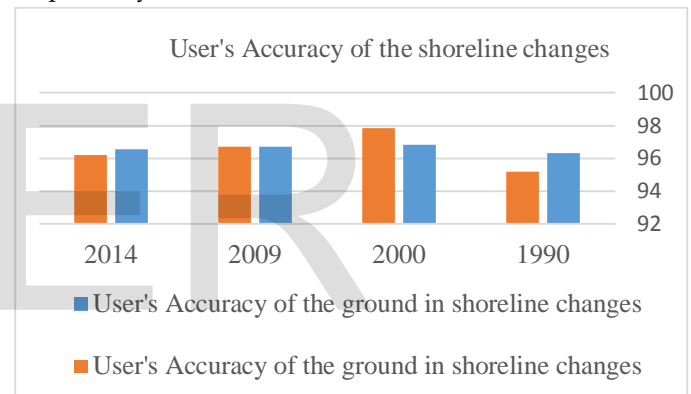 User's Accuracy of the shoreline changes
100
98
96
94
92
2014 2009 2000 1990
User's Accuracy of the ground in shoreline changes
User's Accuracy of the ground in shoreline changes
ER